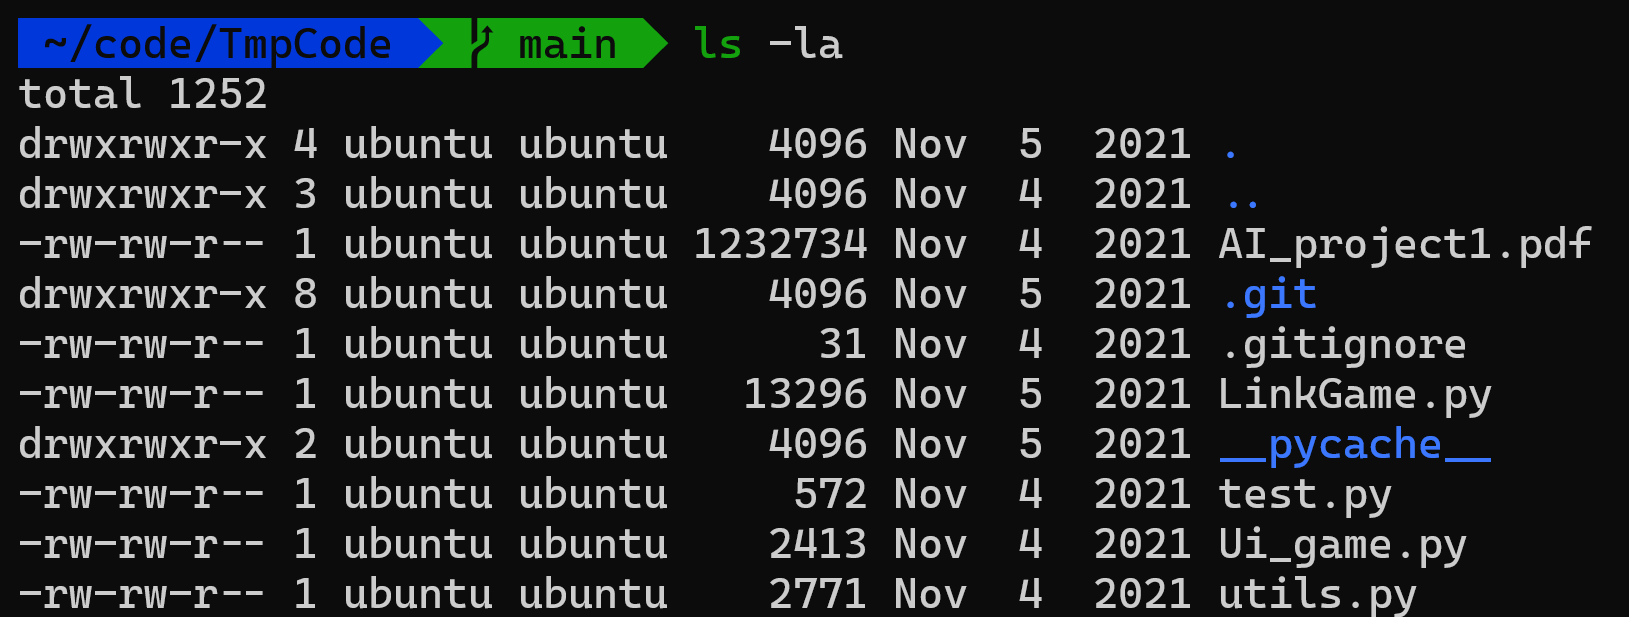 ~/code/TmpCode main ls -la
total 1252
drwxrwxr-x 4 ubuntu ubuntu    4096 Nov  5  2021 .
drwxrwxr-x 3 ubuntu ubuntu    4096 Nov  4  2021 ..
-rw-rw-r-- 1 ubuntu ubuntu 1232734 Nov  4  2021 AI_project1.pdf
drwxrwxr-x 8 ubuntu ubuntu    4096 Nov  5  2021 .git
-rw-rw-r-- 1 ubuntu ubuntu      31 Nov  4  2021 .gitignore
-rw-rw-r-- 1 ubuntu ubuntu   13296 Nov  5  2021 LinkGame.py
drwxrwxr-x 2 ubuntu ubuntu    4096 Nov  5  2021 __pycache__
-rw-rw-r-- 1 ubuntu ubuntu     572 Nov  4  2021 test.py
-rw-rw-r-- 1 ubuntu ubuntu    2413 Nov  4  2021 Ui_game.py
-rw-rw-r-- 1 ubuntu ubuntu    2771 Nov  4  2021 utils.py